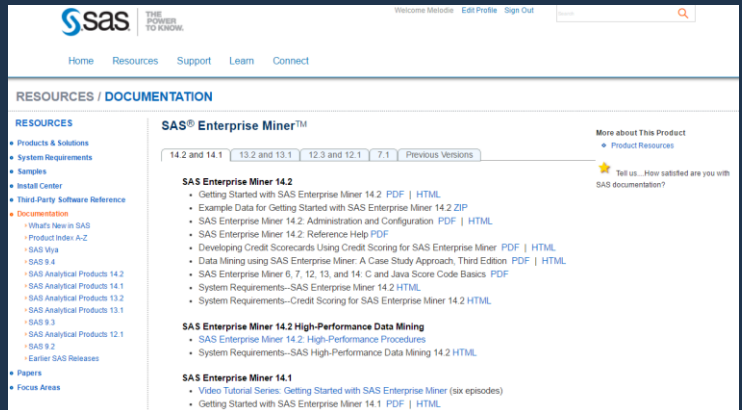 sas
THE
POWER
TO KNOW.
Welcome Melodie Edit Profile Sign Out
Search
Home Resources Support Learn Connect
RESOURCES / DOCUMENTATION
RESOURCES
Products & Solutions
System Requirements
Samples
Install Center
Third-Party Software Reference
Documentation
What's New in SAS
Product Index A-Z
SAS Viya
SAS 9.4
SAS Analytical Products 14.2
SAS Analytical Products 14.1
SAS Analytical Products 13.2
SAS Analytical Products 13.1
SAS 9.3
SAS Analytical Products 12.1
SAS 9.2
Earlier SAS Releases
Papers
Focus Areas
SAS® Enterprise Miner™
14.2 and 14.1 13.2 and 13.1 12.3 and 12.1 7.1 Previous Versions
SAS Enterprise Miner 14.2
Getting Started with SAS Enterprise Miner 14.2 PDF | HTML
Example Data for Getting Started with SAS Enterprise Miner 14.2 ZIP
SAS Enterprise Miner 14.2: Administration and Configuration PDF | HTML
SAS Enterprise Miner 14.2: Reference Help PDF
Developing Credit Scorecards Using Credit Scoring for SAS Enterprise Miner PDF | HTML
Data Mining using SAS Enterprise Miner: A Case Study Approach, Third Edition PDF | HTML
SAS Enterprise Miner 6, 7, 12, 13, and 14: C and Java Score Code Basics PDF
System Requirements--SAS Enterprise Miner 14.2 HTML
System Requirements--Credit Scoring for SAS Enterprise Miner 14.2 HTML
SAS Enterprise Miner 14.2 High-Performance Data Mining
SAS Enterprise Miner 14.2: High-Performance Procedures
System Requirements--SAS High-Performance Data Mining 14.2 HTML
SAS Enterprise Miner 14.1
Video Tutorial Series: Getting Started with SAS Enterprise Miner (six episodes)
Getting Started with SAS Enterprise Miner 14.1 PDF | HTML
More about This Product
Product Resources
Tell us...How satisfied are you with
SAS documentation?